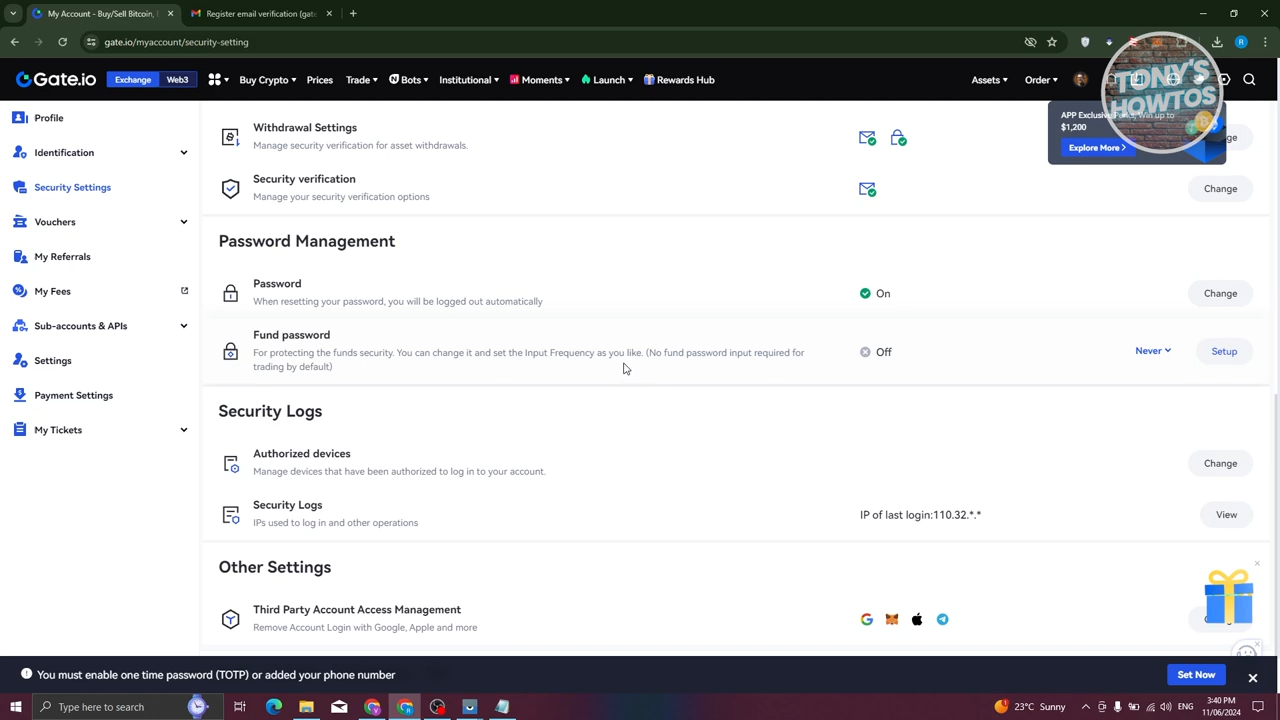 My Account - Buy/Sell Bitcoin,
Register email verification (gate
gate.io/myaccount/security-setting
Gate.io
Exchange
Web3
Buy Crypto
Prices
Trade
Bots
Institutional
Moments
Launch
Rewards Hub
Assets
Order
TONY'S
HOWTOS
APP Exclusive
Win up to
$1,200
Explore More
Profile
Identification
Security Settings
Vouchers
My Referrals
My Fees
Sub-accounts & APIs
Settings
Payment Settings
My Tickets
Withdrawal Settings
Manage security verification for asset withdrawals.
Security verification
Manage your security verification options
Change
Password Management
Password
When resetting your password, you will be logged out automatically
On
Change
Fund password
For protecting the funds security. You can change it and set the Input Frequency as you like. (No fund password input required for
trading by default)
Off
Never
Setup
Security Logs
Authorized devices
Manage devices that have been authorized to log in to your account.
Change
Security Logs
IPs used to log in and other operations
IP of last login:110.32.*.*
View
Other Settings
Third Party Account Access Management
Remove Account Login with Google, Apple and more
You must enable one time password (TOTP) or added your phone number
Set Now
Type here to search
23°C Sunny
ENG
3:40 PM
11/06/2024